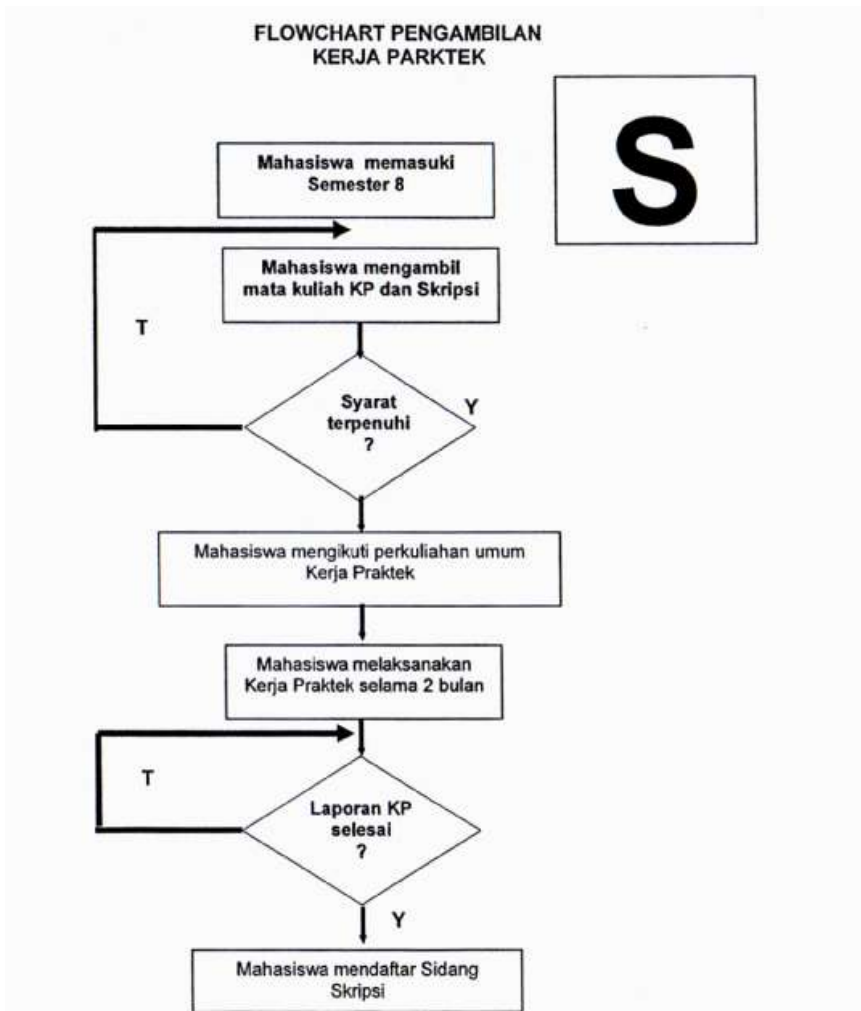 FLOWCHART PENGAMBILAN
KERJA PARKTEK
S
Mahasiswa memasuki
Semester 8
Mahasiswa mengambil
mata kuliah KP dan Skripsi
T
Syarat
terpenuhi
?
Y
Mahasiswa mengikuti perkuliahan umum
Kerja Praktek
Mahasiswa melaksanakan
Kerja Praktek selama 2 bulan
T
Laporan KP
selesai
?
Y
Mahasiswa mendaftar Sidang
Skripsi